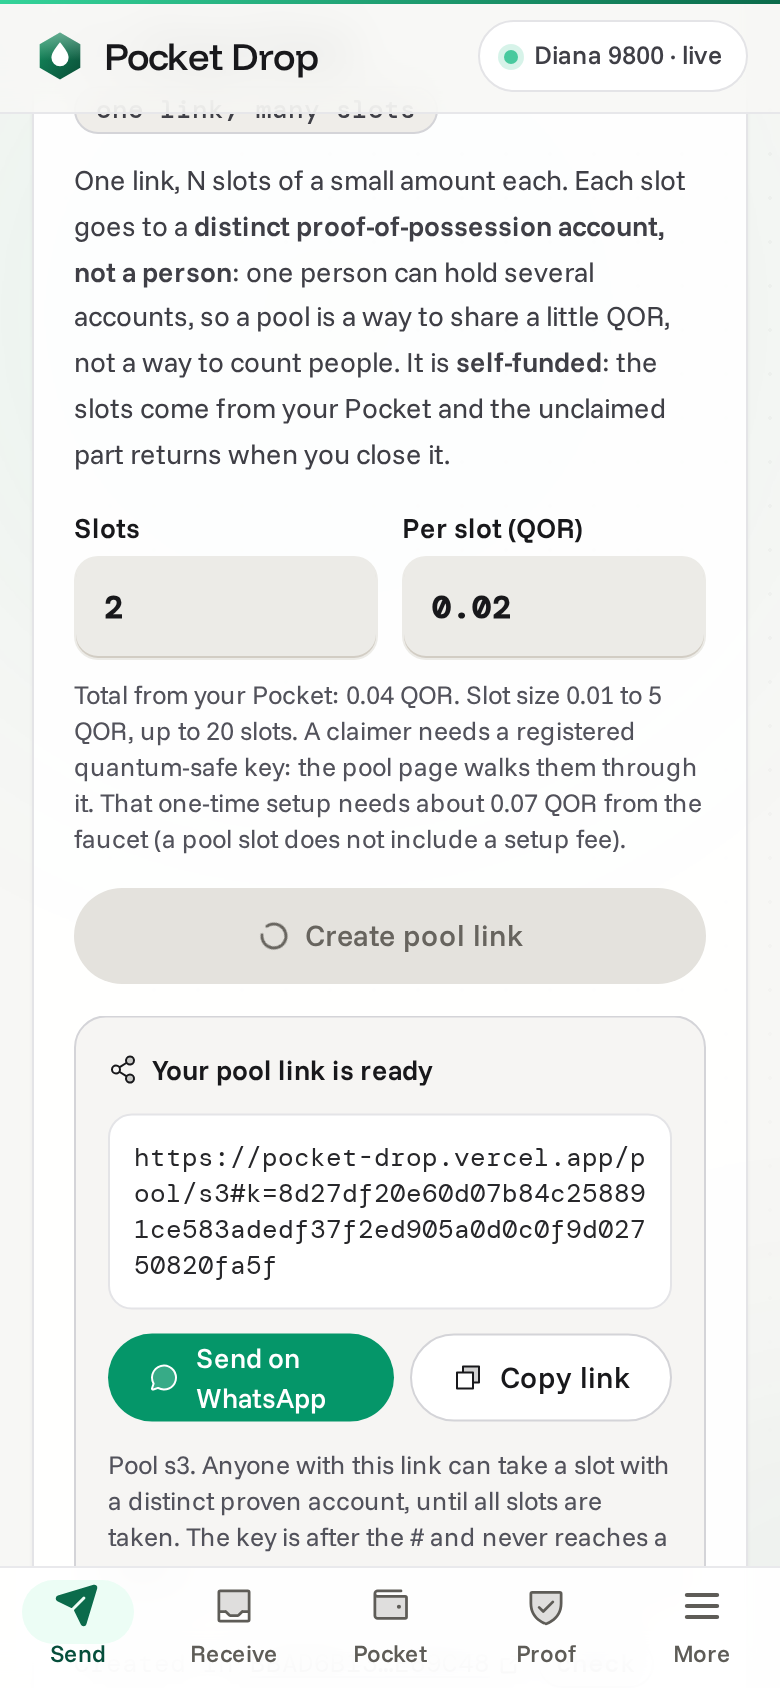 Pocket Drop
Diana 9800 · live
one link, many slots
One link, N slots of a small amount each. Each slot
goes to a distinct proof-of-possession account,
not a person: one person can hold several
accounts, so a pool is a way to share a little QOR,
not a way to count people. It is self-funded: the
slots come from your Pocket and the unclaimed
part returns when you close it.
Slots
Per slot (QOR)
2
0.02
Total from your Pocket: 0.04 QOR. Slot size 0.01 to 5
QOR, up to 20 slots. A claimer needs a registered
quantum-safe key: the pool page walks them through
it. That one-time setup needs about 0.07 QOR from the
faucet (a pool slot does not include a setup fee).
Create pool link
Your pool link is ready
https://pocket-drop.vercel.app/p
ool/s3#k=8d27df20e60d07b84c25889
1ce583adedf37f2ed905a0d0c0f9d027
50820fa5f
Send on
WhatsApp
Copy link
Pool s3. Anyone with this link can take a slot with
a distinct proven account, until all slots are
taken. The key is after the # and never reaches a
Send
Receive
Pocket
Proof
More